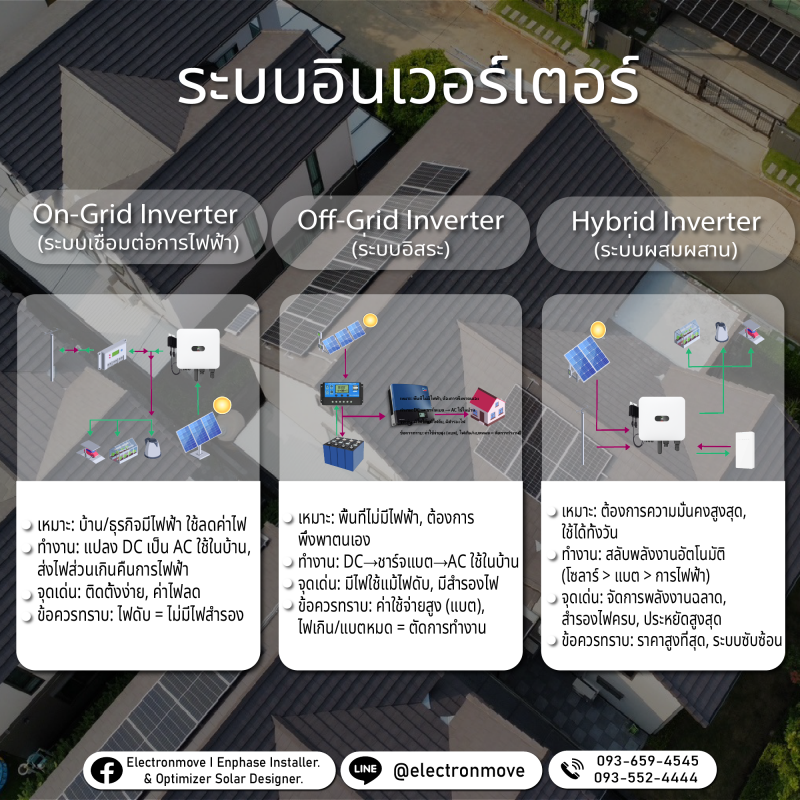 ระบบอินเวอร์เตอร์
On-Grid Inverter
(ระบบเชื่อมต่อการไฟฟ้า)
Off-Grid Inverter
(ระบบอิสระ)
Hybrid Inverter
(ระบบผสมผสาน)
เหมาะ: บ้าน/ธุรกิจมีไฟฟ้า ใช้ลดค่าไฟ
ทำงาน: แปลง DC เป็น AC ใช้ในบ้าน,
ส่งไฟส่วนเกินคืนการไฟฟ้า
จุดเด่น: ติดตั้งง่าย, ค่าไฟลด
ข้อควรทราบ: ไฟดับ = ไม่มีไฟสำรอง
เหมาะ: พื้นที่ไม่มีไฟฟ้า, ต้องการ
พึ่งพาตนเอง
ทำงาน: DC→ชาร์จแบต→AC ใช้ในบ้าน
จุดเด่น: มีไฟใช้แม้ไฟดับ, มีสำรองไฟ
ข้อควรทราบ: ค่าใช้จ่ายสูง (แบต),
ไฟเกิน/แบตหมด = ตัดการทำงาน
เหมาะ: ต้องการความมั่นคงสูงสุด,
ใช้ได้ทั้งวัน
ทำงาน: สลับพลังงานอัตโนมัติ
(โซลาร์ > แบต > การไฟฟ้า)
จุดเด่น: จัดการพลังงานฉลาด,
สำรองไฟครบ, ประหยัดสูงสุด
ข้อควรทราบ: ราคาสูงที่สุด, ระบบซับซ้อน
Electronmove I Enphase Installer.
& Optimizer Solar Designer.
LINE
@electronmove
093-659-4545
093-552-4444